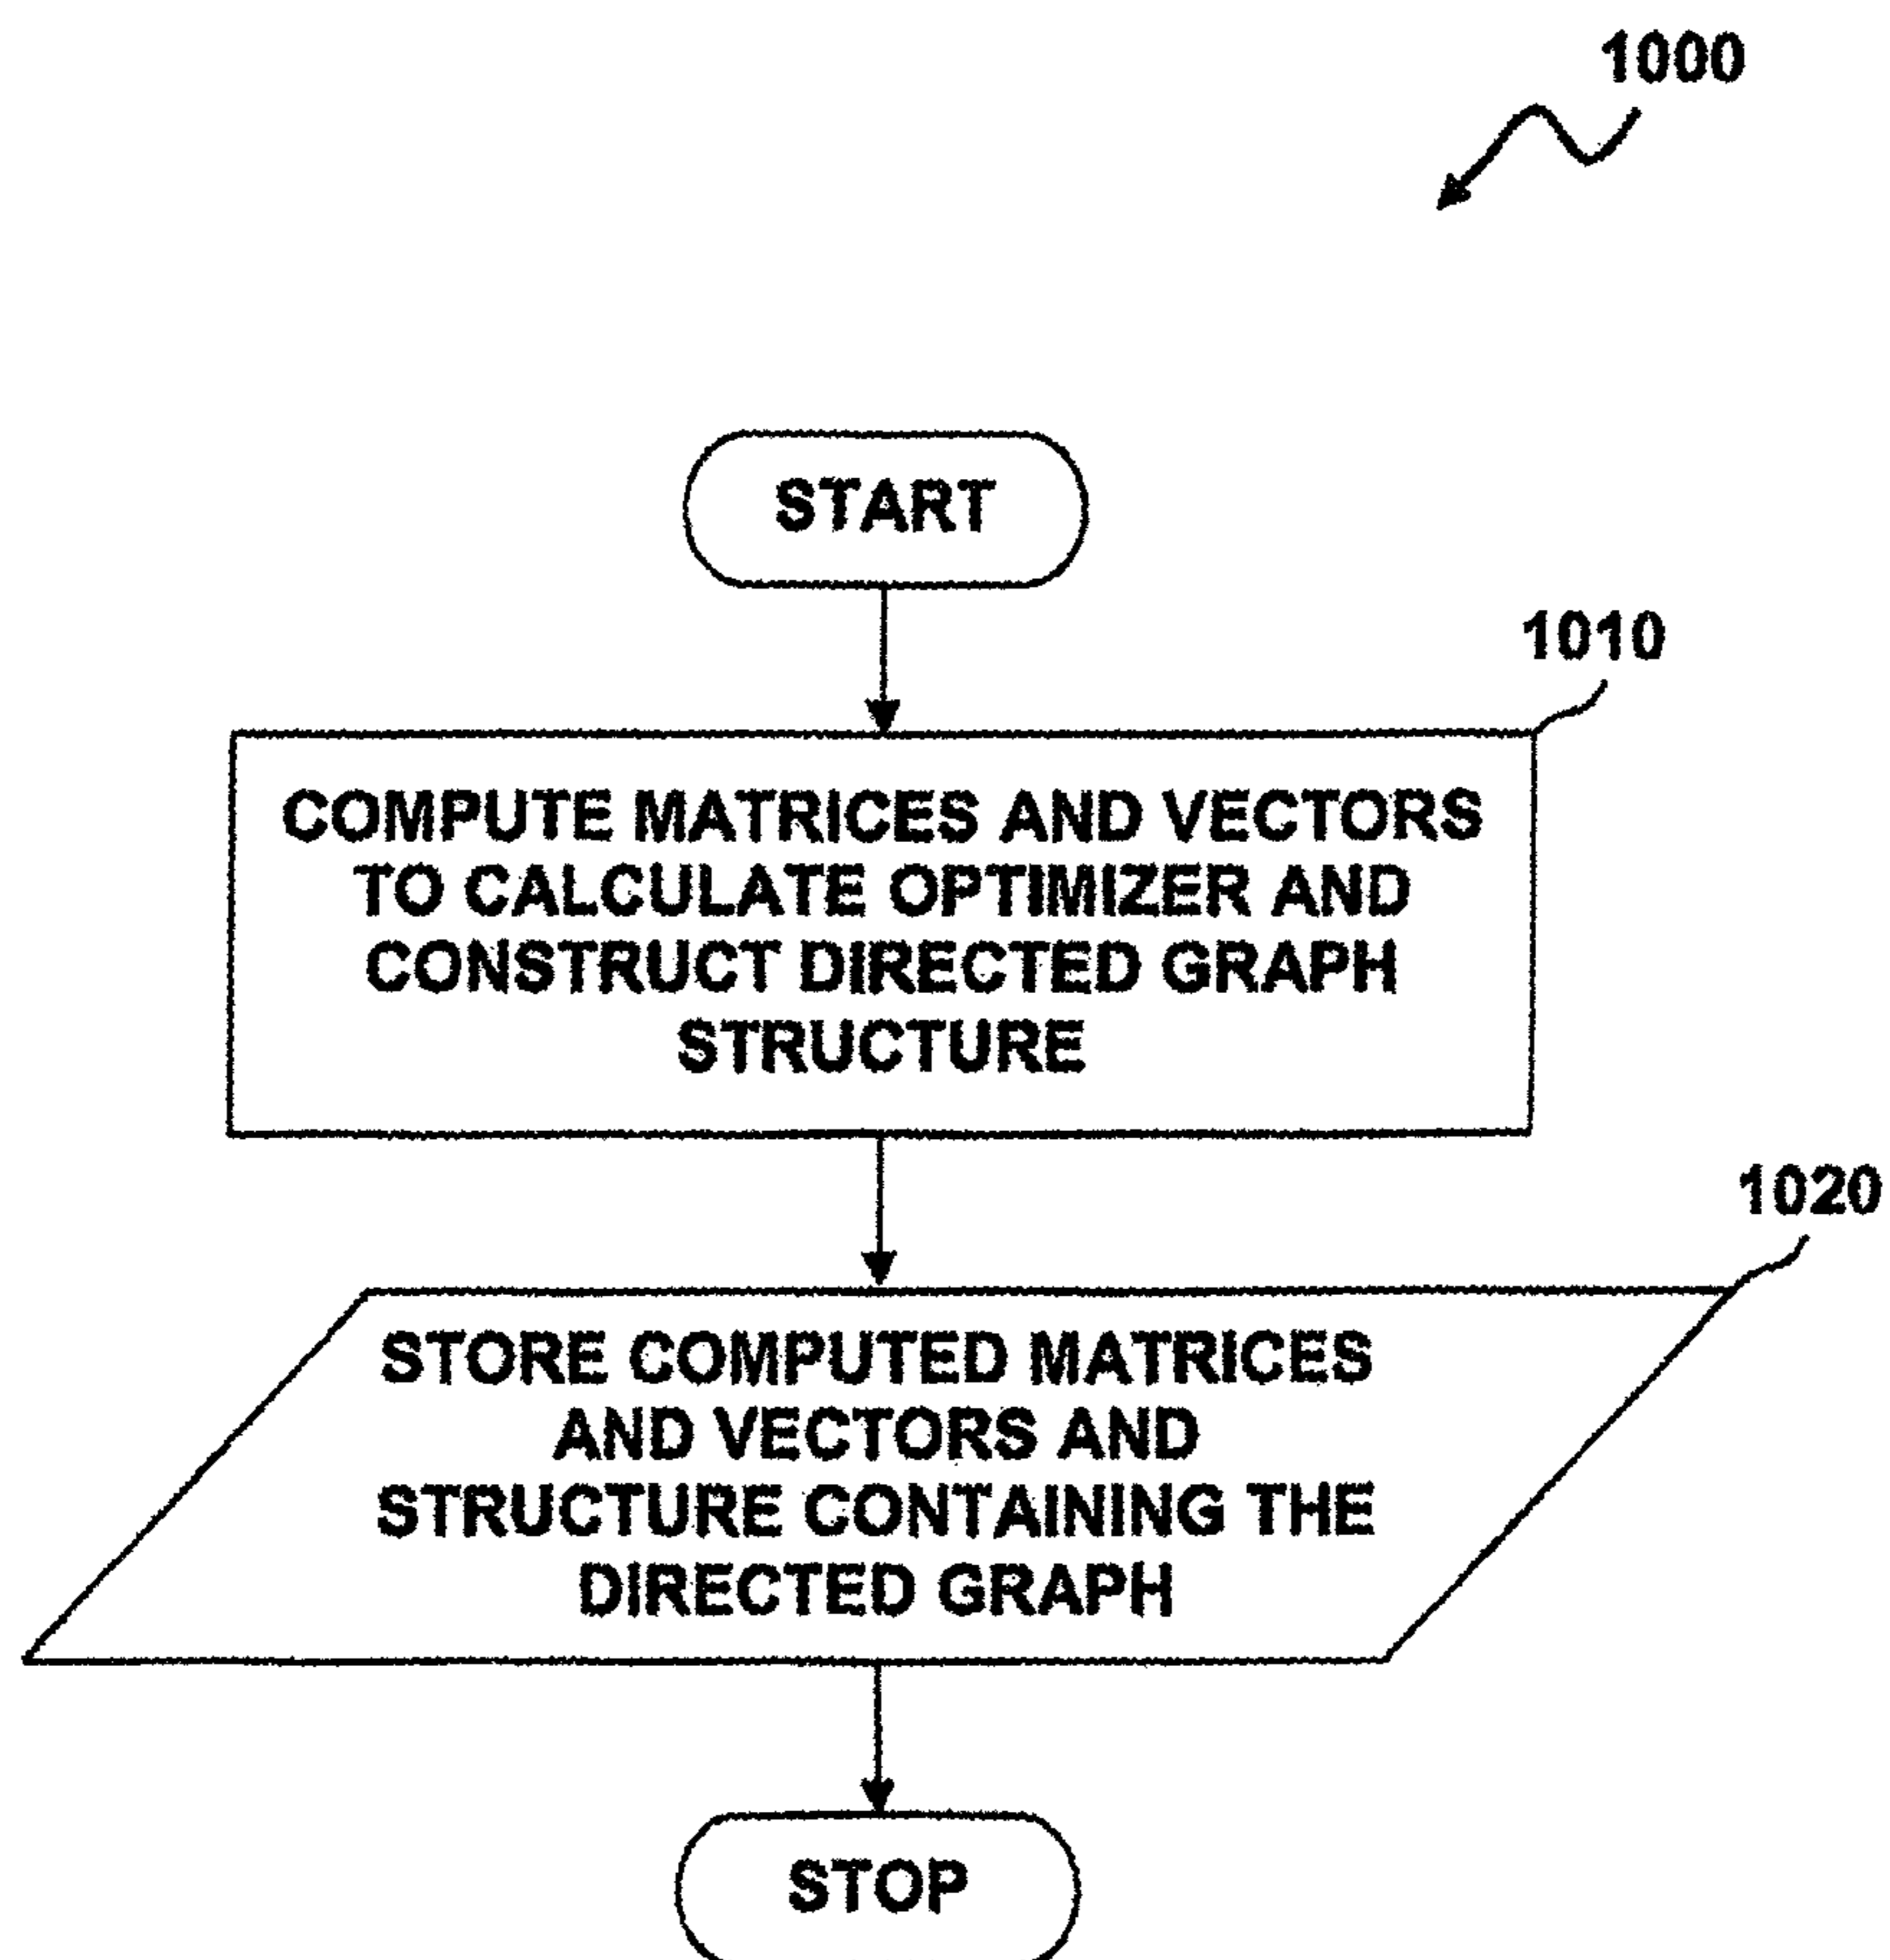 1000
START
1010
COMPUTE MATRICES AND VECTORS
TO CALCULATE OPTIMIZER AND
CONSTRUCT DIRECTED GRAPH
STRUCTURE
1020
STORE COMPUTED MATRICES
AND VECTORS AND
STRUCTURE CONTAINING THE
DIRECTED GRAPH
STOP